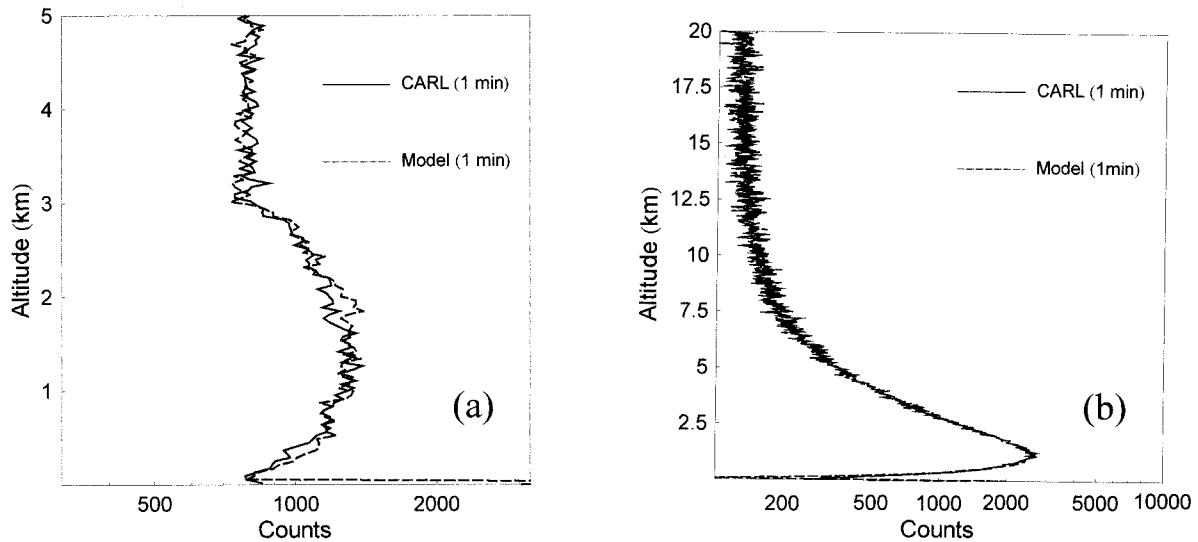 5
4
3
2
1
Altitude (km)
CARL (1 min)
Model (1 min)
(a)
500
1000
2000
Counts
20
17.5
15
12.5
10
7.5
5
2.5
Altitude (km)
CARL (1 min)
Model (1min)
(b)
200
500
1000
2000
5000
10000
Counts